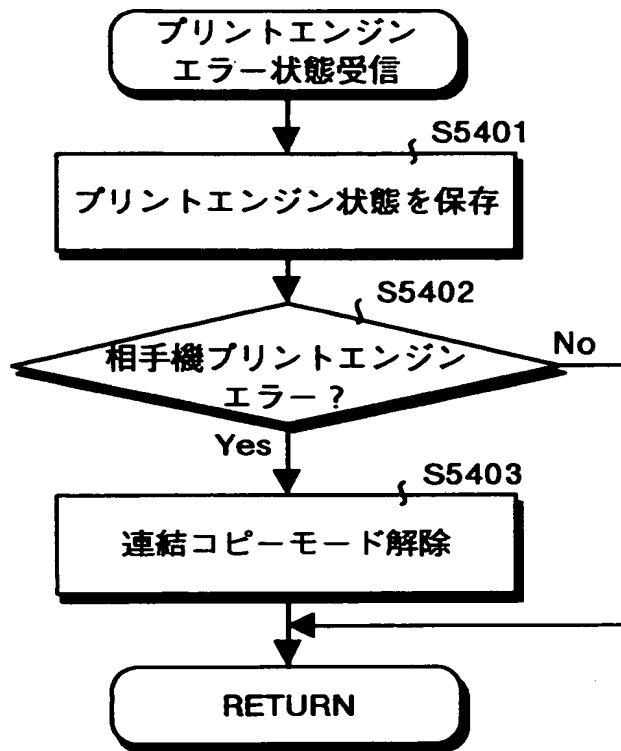 プリントエンジン
エラー状態受信
S5401
プリントエンジン状態を保存
S5402
相手機プリントエンジン
エラー?
No
Yes
S5403
連結コピーモード解除
RETURN